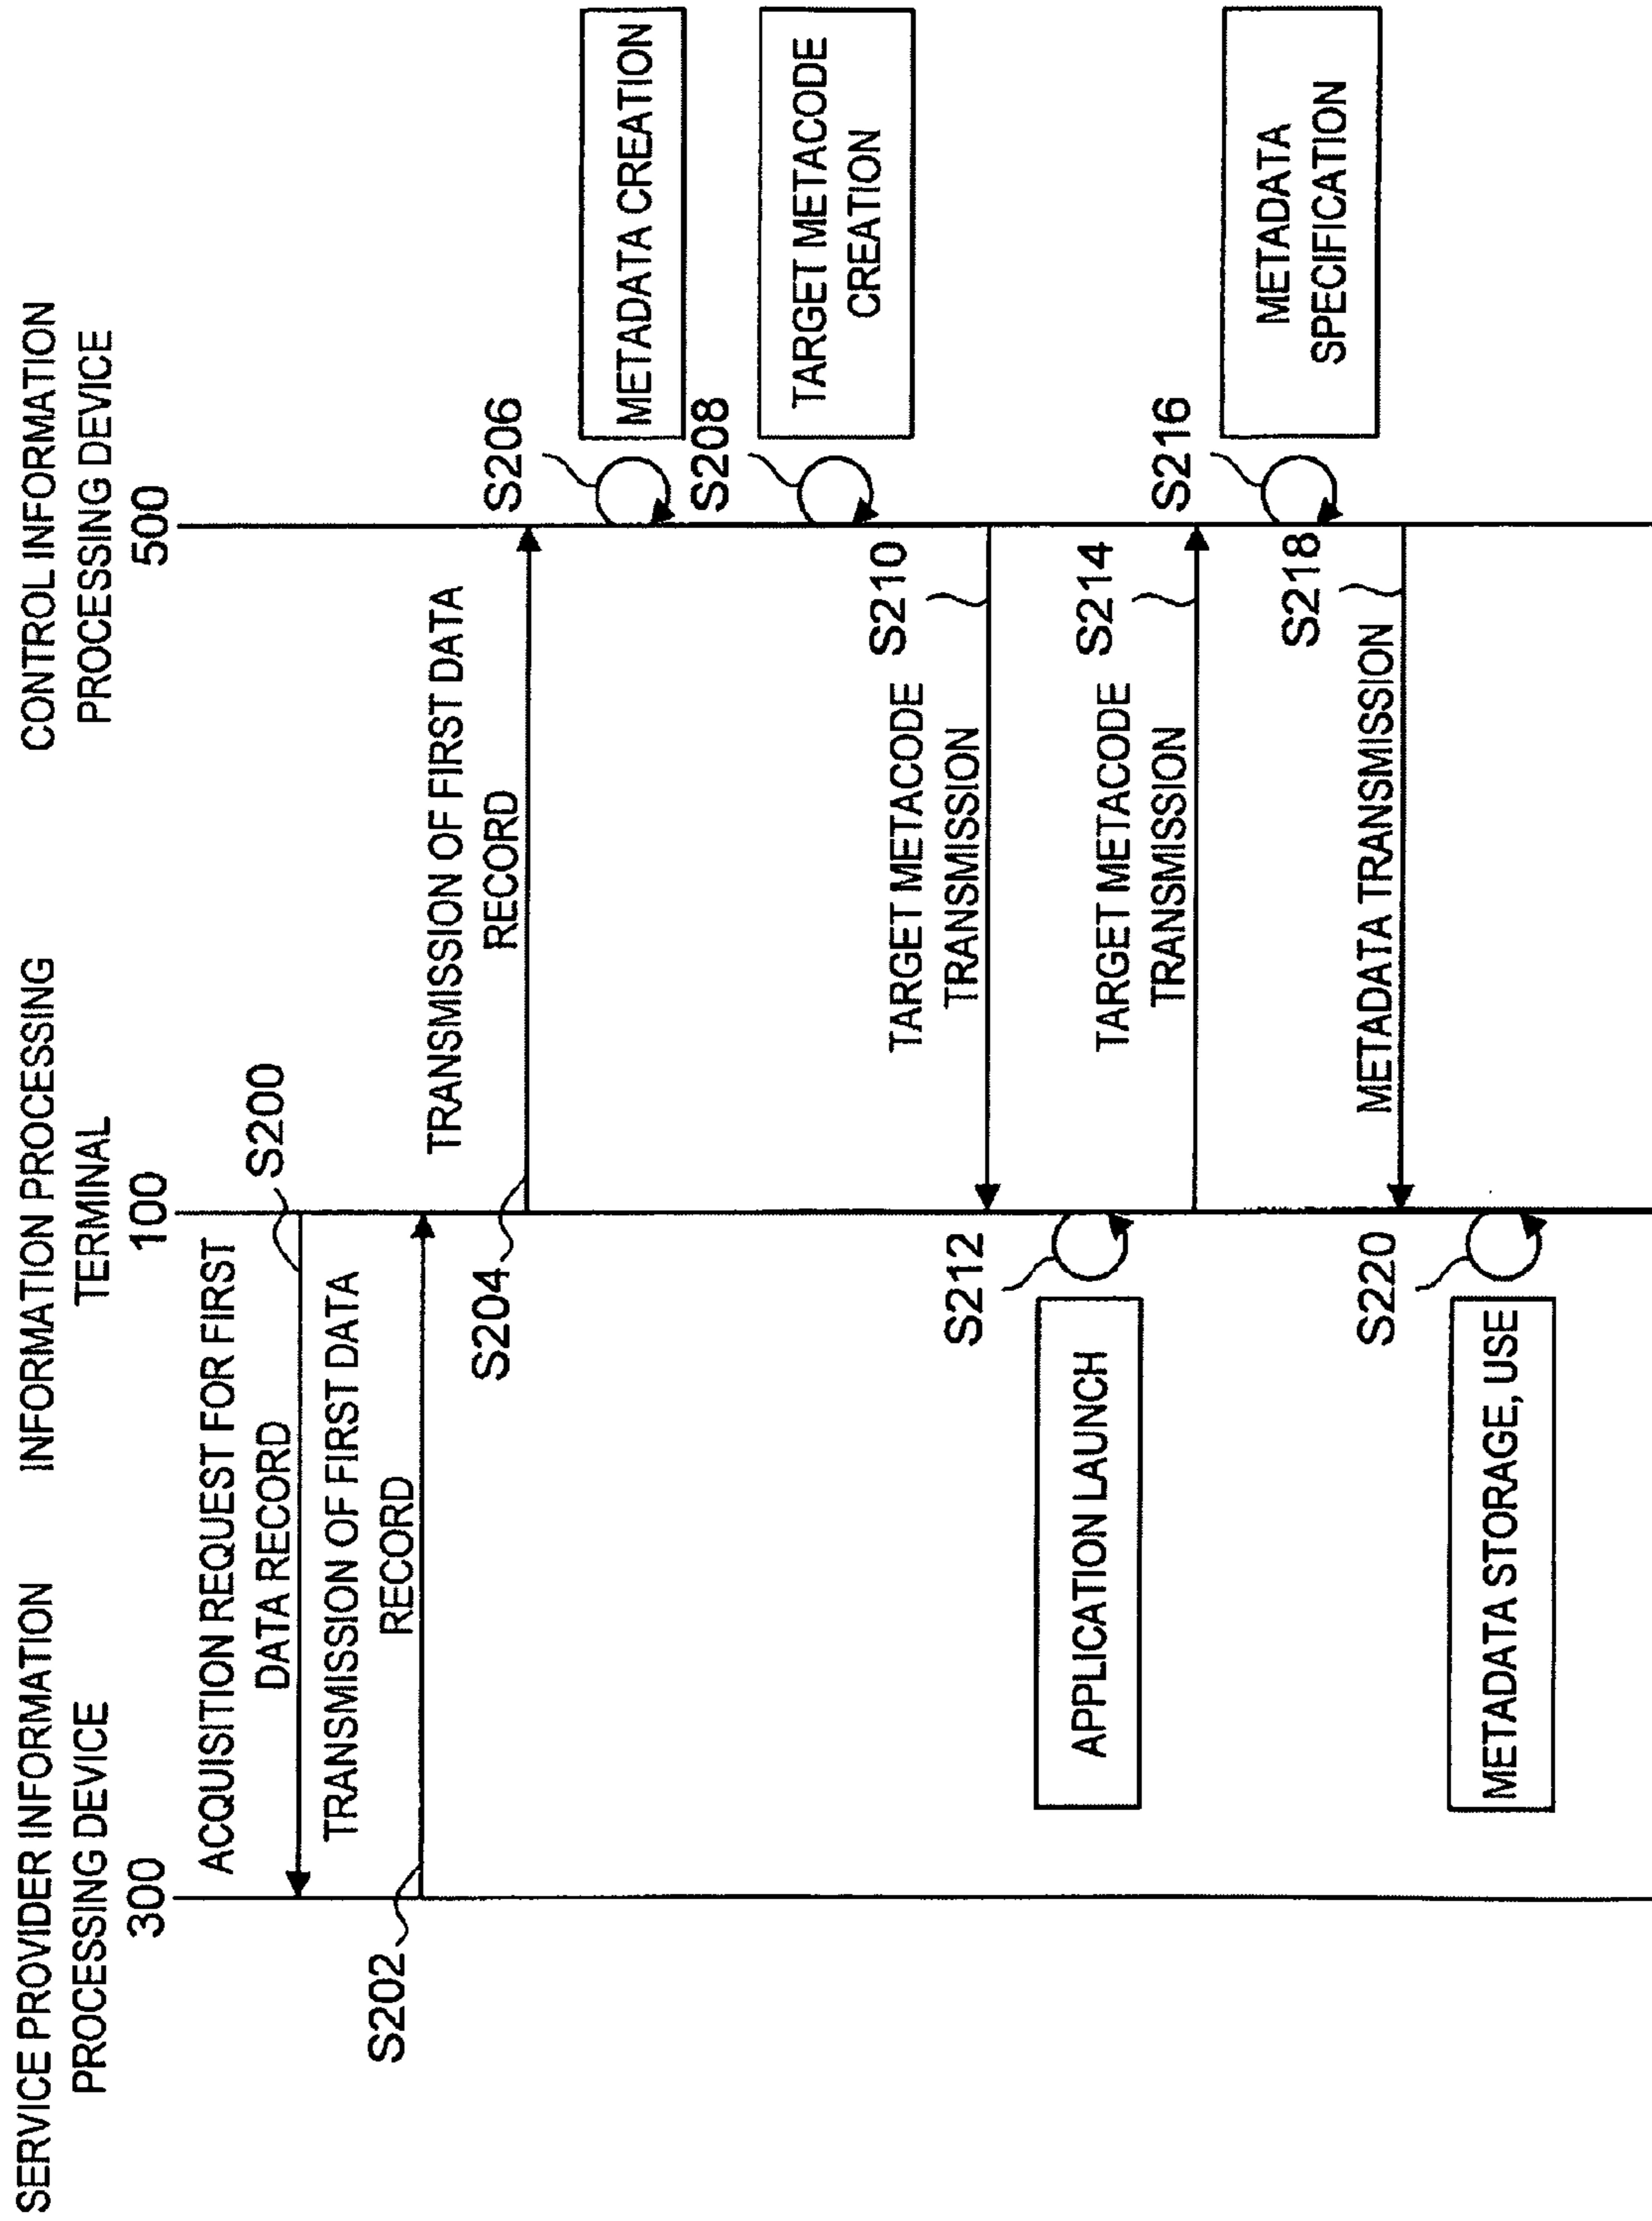 SERVICE PROVIDER INFORMATION
PROCESSING DEVICE
300
INFORMATION PROCESSING
TERMINAL
100
CONTROL INFORMATION
PROCESSING DEVICE
500
S200
ACQUISITION REQUEST FOR FIRST
DATA RECORD
S202
TRANSMISSION OF FIRST DATA
RECORD
S204
TRANSMISSION OF FIRST DATA
RECORD
S206
METADATA CREATION
S208
TARGET METACODE
CREATION
S210
TARGET METACODE
TRANSMISSION
S212
APPLICATION LAUNCH
S214
TARGET METACODE
TRANSMISSION
S216
METADATA
SPECIFICATION
S218
METADATA TRANSMISSION
S220
METADATA STORAGE, USE